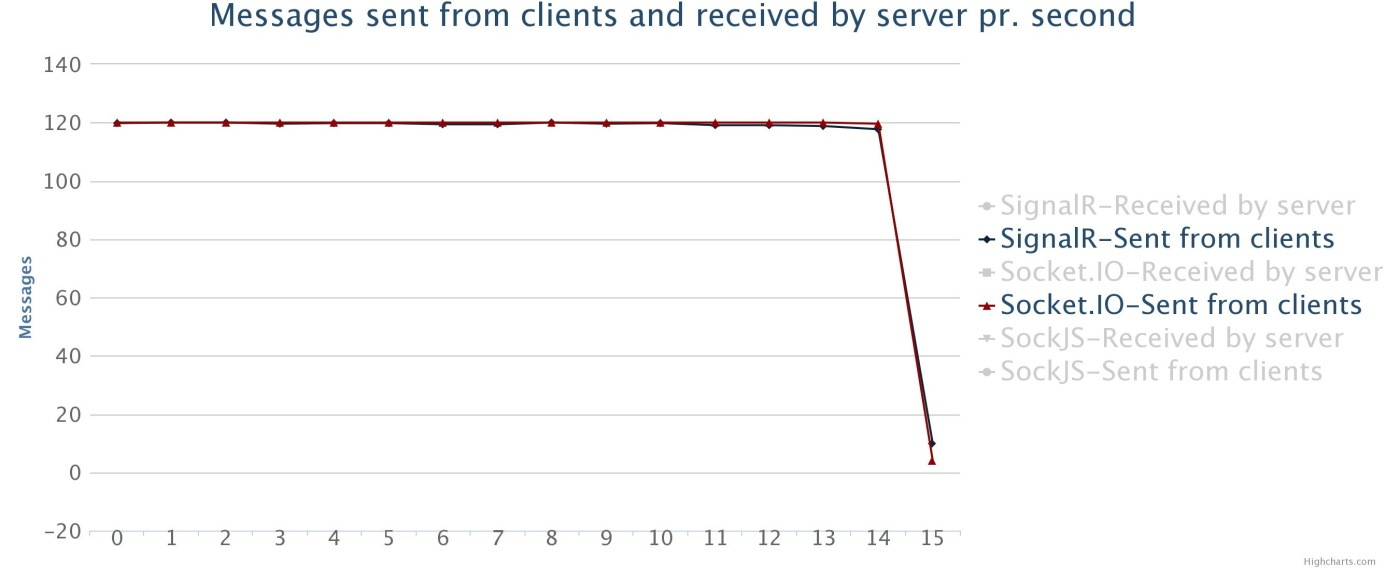 Messages sent from clients and received by server pr. second
140
120
100
80
60
40
20
0
−20
Messages
0 1 2 3 4 5 6 7 8 9 10 11 12 13 14 15
SignalR−Received by server
SignalR−Sent from clients
Socket.IO−Received by server
Socket.IO−Sent from clients
SockJS−Received by server
SockJS−Sent from clients
Highcharts.com